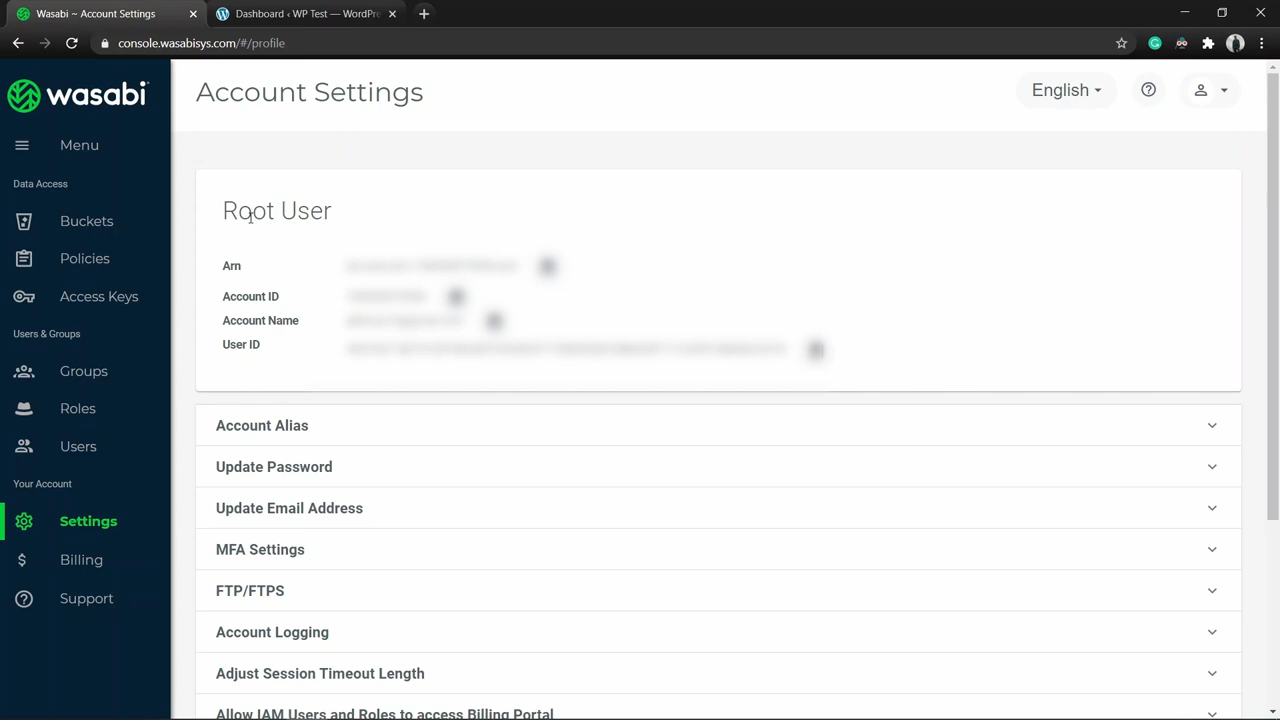 Wasabi ~ Account Settings
Dashboard ‹ WP Test — WordPre
console.wasabisys.com/#/profile
wasabi
Account Settings
English
Menu
Data Access
Buckets
Policies
Access Keys
Users & Groups
Groups
Roles
Users
Your Account
Settings
Billing
Support
Root User
Arn
Account ID
Account Name
User ID
Account Alias
Update Password
Update Email Address
MFA Settings
FTP/FTPS
Account Logging
Adjust Session Timeout Length
Allow IAM Users and Roles to access Billing Portal